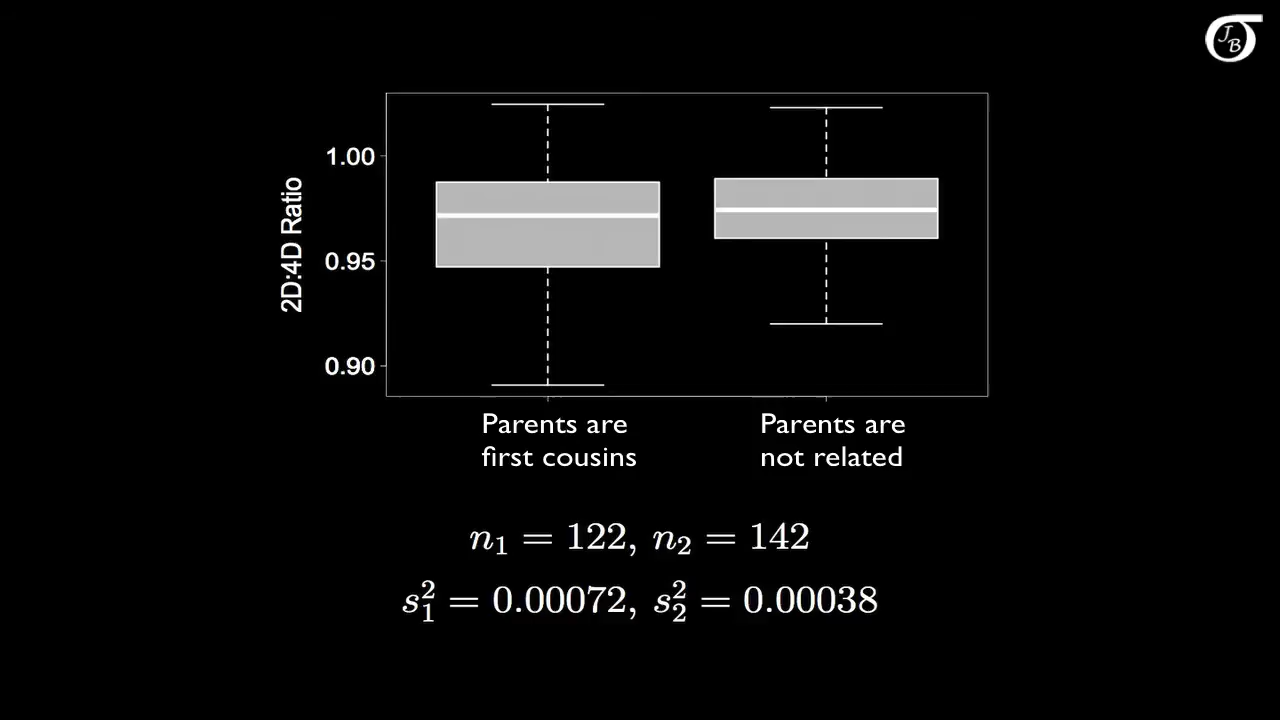 JB
1.00
0.95
0.90
2D:4D Ratio
Parents are
first cousins
Parents are
not related
n₁ = 122, n₂ = 142
s₁² = 0.00072, s₂² = 0.00038